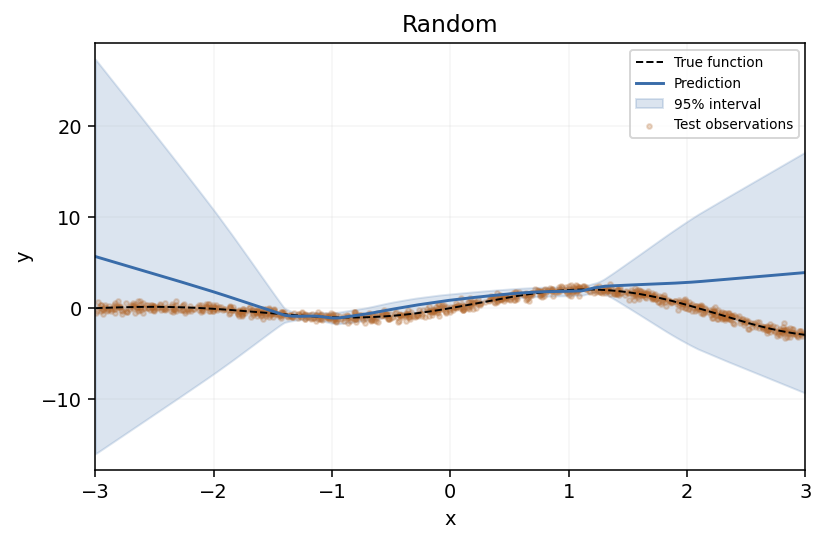 Random
True function
Prediction
95% interval
Test observations
20
10
0
−10
y
−3
−2
−1
0
1
2
3
x